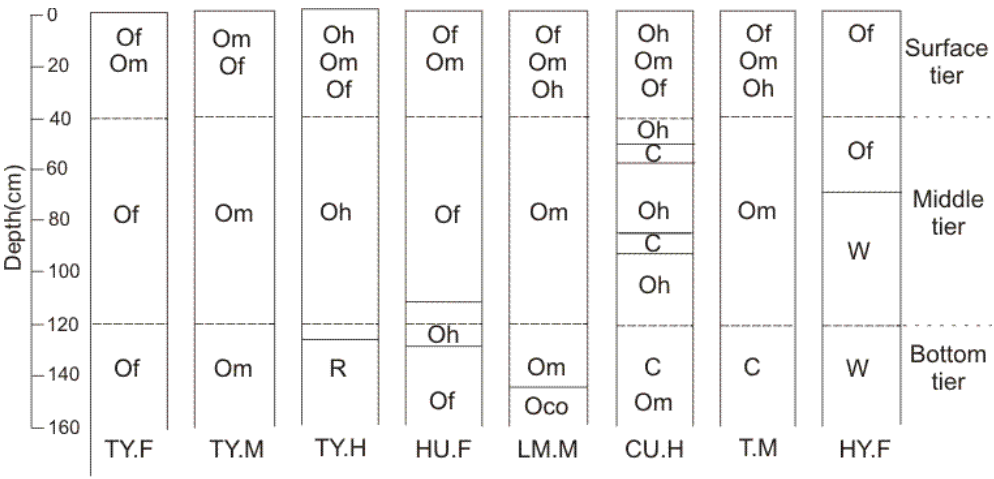 0
20
40
60
80
100
120
140
160
Depth(cm)
Of
Om
Of
Of
TY.F
Om
Of
Om
Om
TY.M
Oh
Om
Of
Oh
R
TY.H
Of
Om
Of
Oh
Of
HU.F
Of
Om
Oh
Om
Om
Oco
LM.M
Oh
Om
Of
Oh
C
Oh
C
Oh
C
Om
CU.H
Of
Om
Oh
Om
C
T.M
Of
Of
W
W
HY.F
Surface
tier
Middle
tier
Bottom
tier